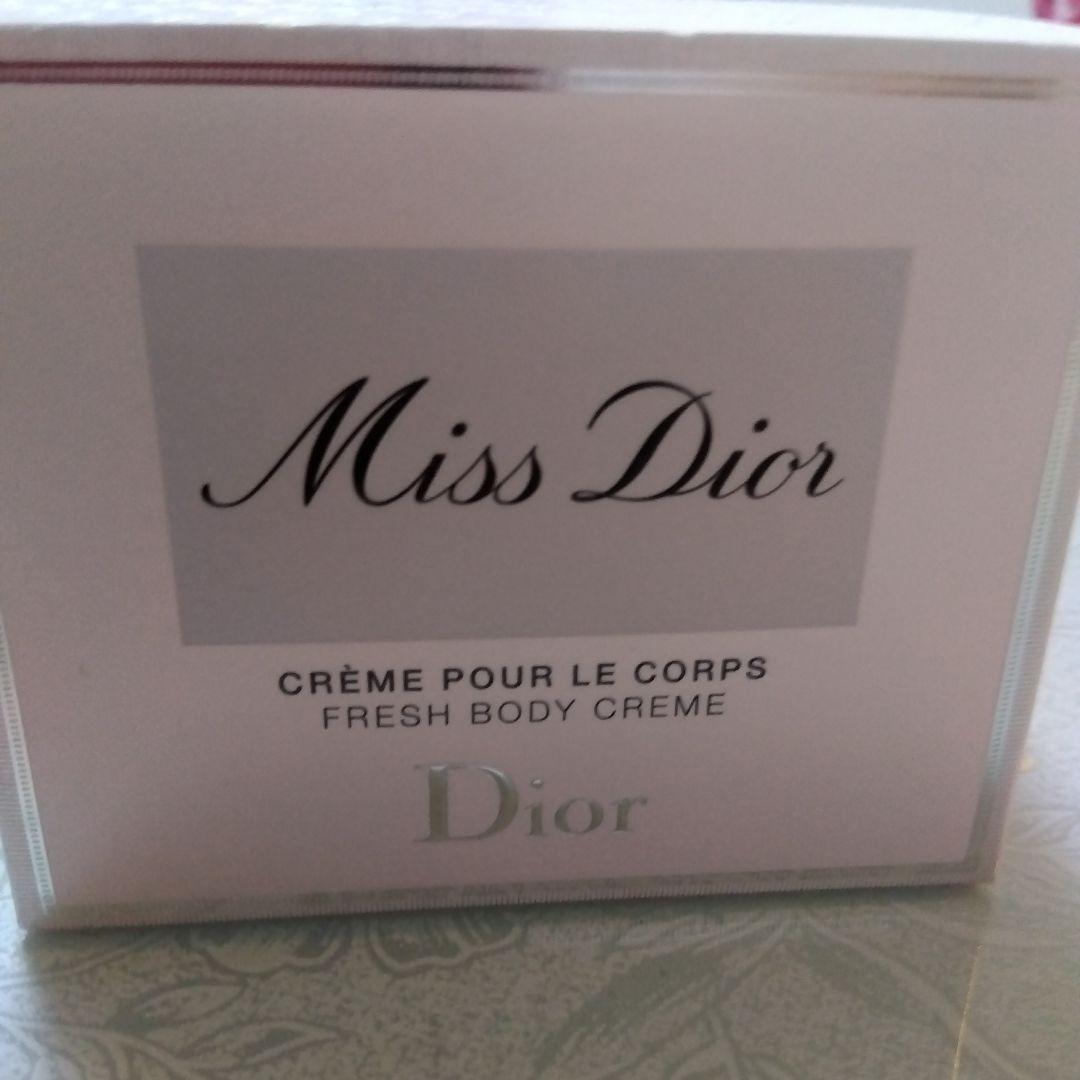 Miss Dior
CRÈME POUR LE CORPS
FRESH BODY CREME
Dior